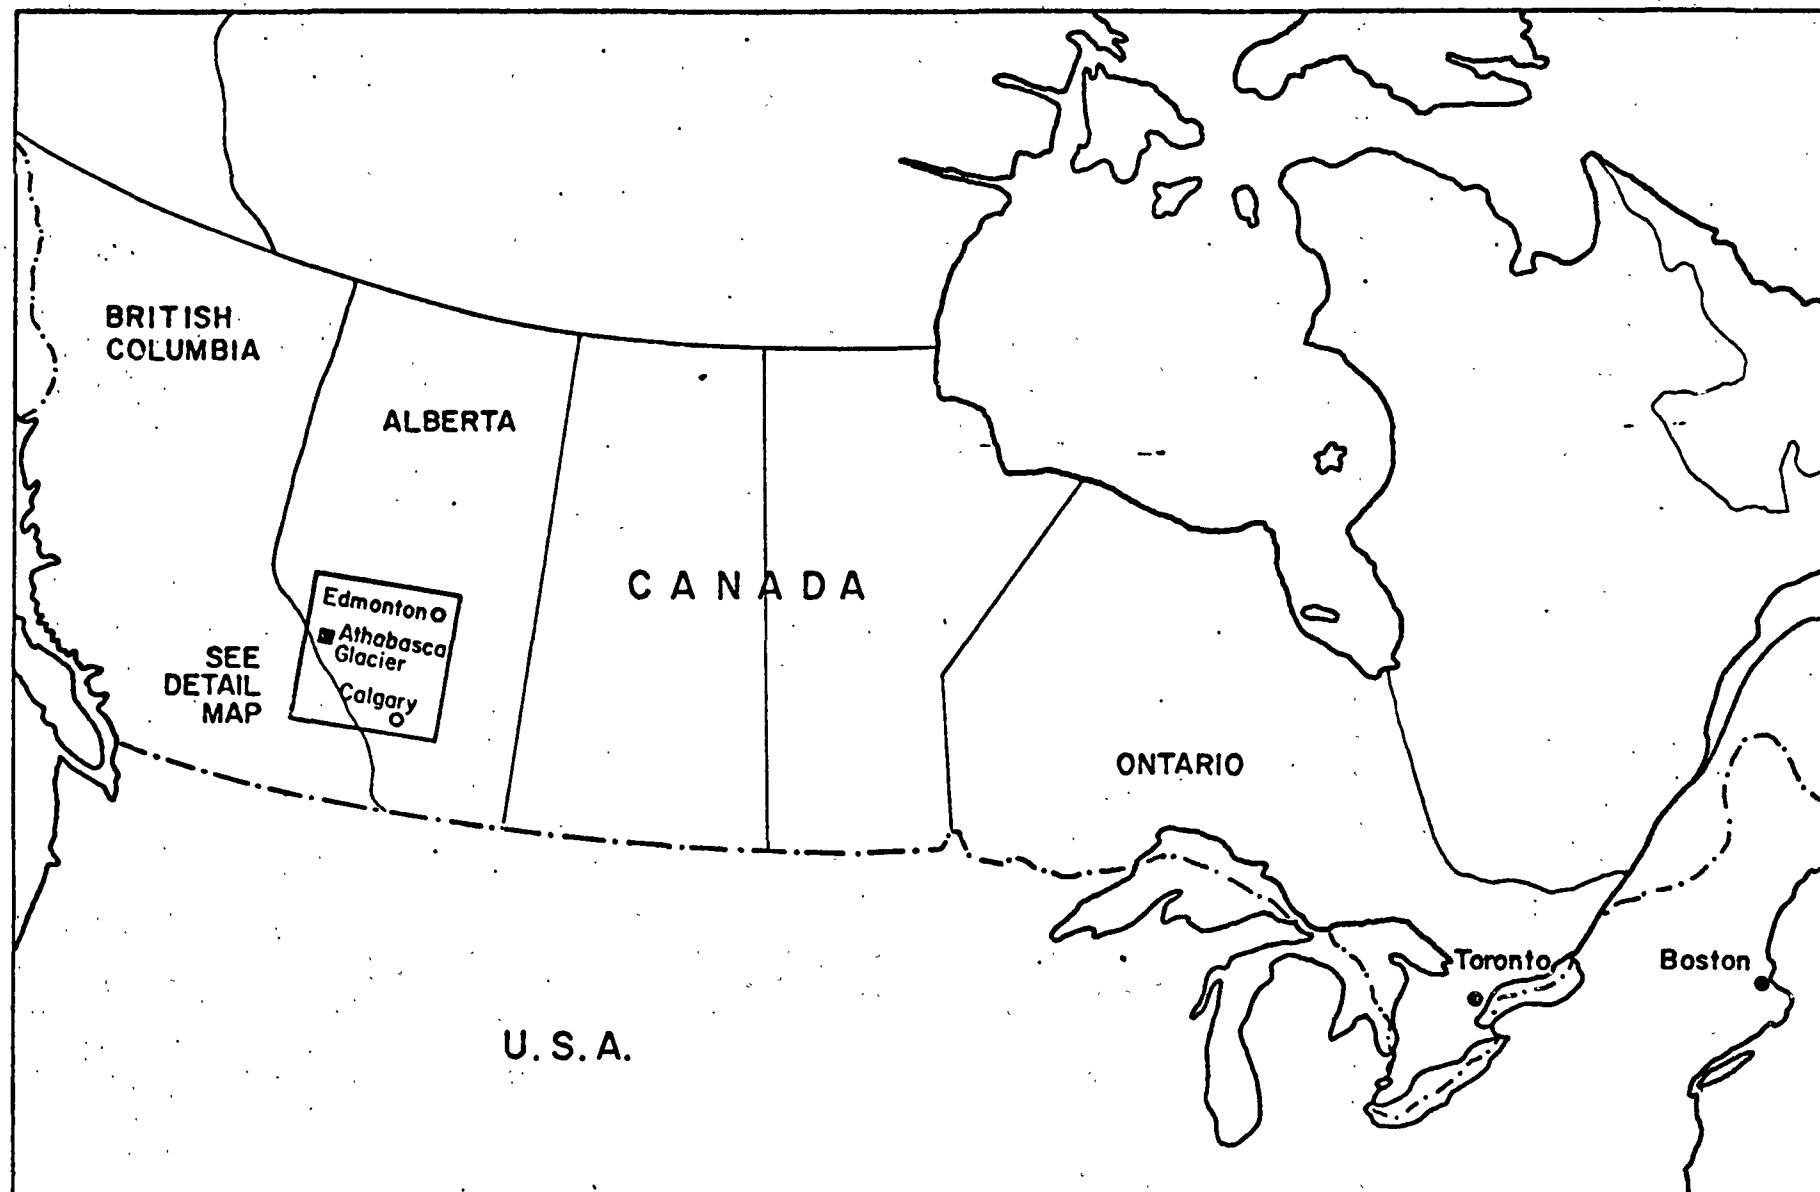 BRITISH
COLUMBIA
ALBERTA
CANADA
Edmonton
Athabasca
Glacier
Calgary
SEE
DETAIL
MAP
ONTARIO
Toronto
Boston
U.S.A.